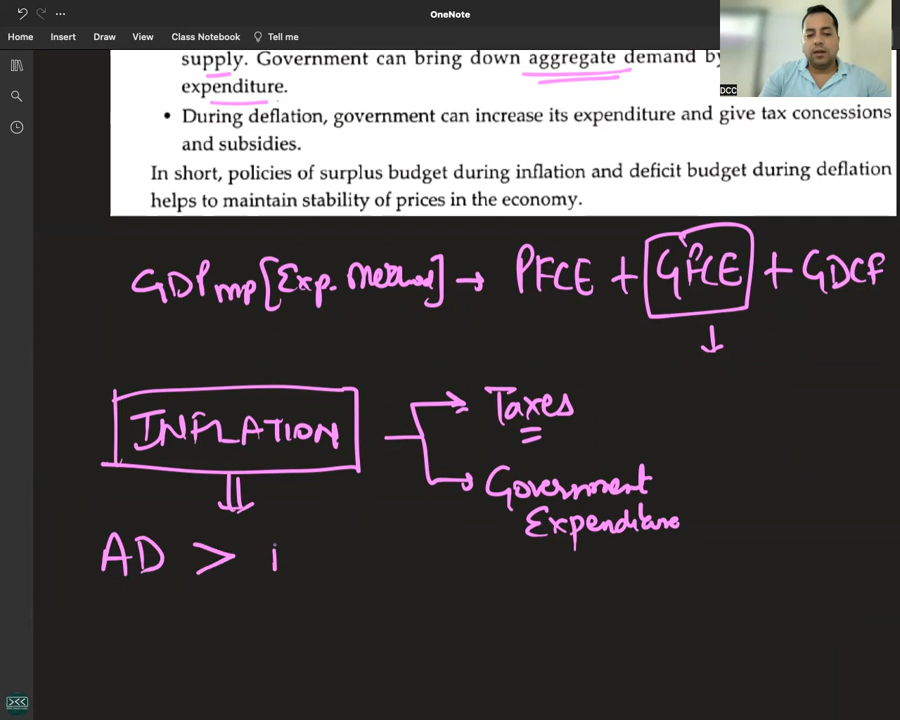 OneNote
Home Insert Draw View Class Notebook Tell me
DCC
supply. Government can bring down aggregate demand by
expenditure.
• During deflation, government can increase its expenditure and give tax concessions
and subsidies.
In short, policies of surplus budget during inflation and deficit budget during deflation
helps to maintain stability of prices in the economy.
GDPmp [Exp. Method] → PFCE + GFCE + GDCF
INFLATION
Taxes
Government
Expenditure
AD >